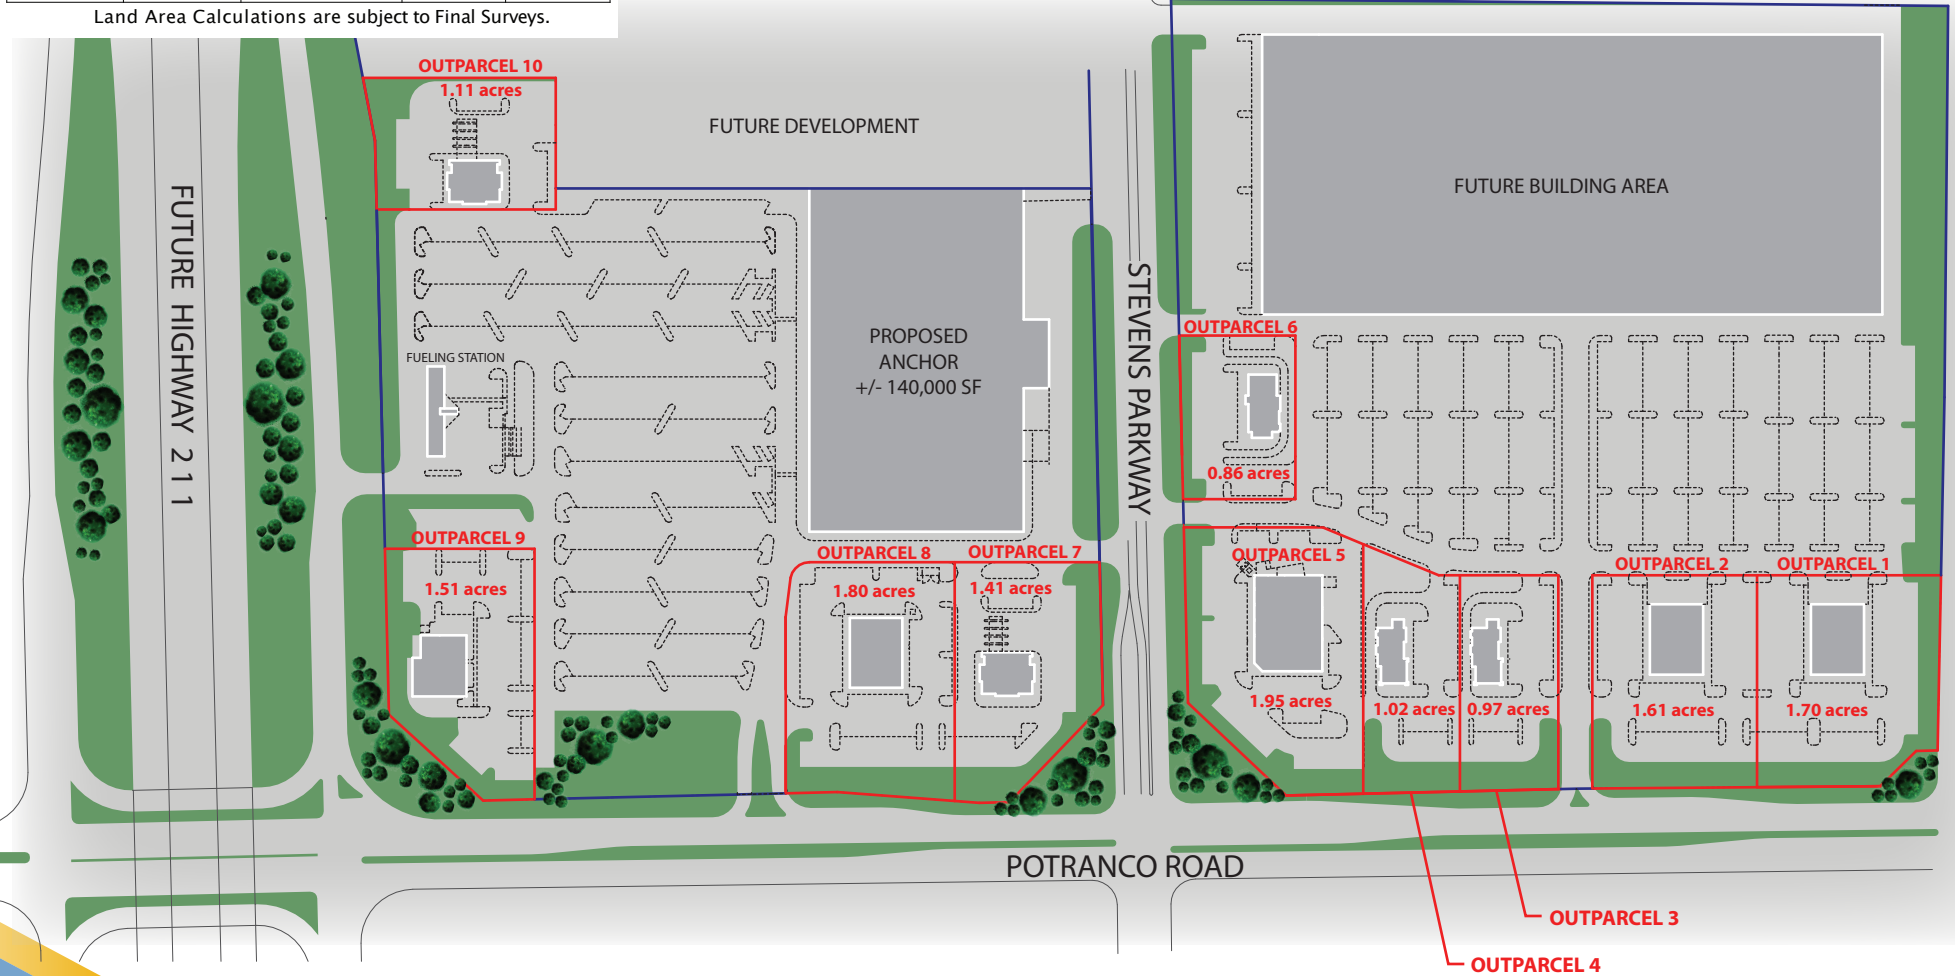 Land Area Calculations are subject to Final Surveys.
OUTPARCEL 10
1.11 acres
FUTURE DEVELOPMENT
FUTURE BUILDING AREA
FUTURE HIGHWAY 211
STEVENS PARKWAY
PROPOSED
ANCHOR
+/- 140,000 SF
FUELING STATION
OUTPARCEL 6
0.86 acres
OUTPARCEL 9
1.51 acres
OUTPARCEL 8
1.80 acres
OUTPARCEL 7
1.41 acres
OUTPARCEL 5
1.95 acres
1.02 acres
0.97 acres
OUTPARCEL 2
1.61 acres
OUTPARCEL 1
1.70 acres
POTRANCO ROAD
OUTPARCEL 3
OUTPARCEL 4